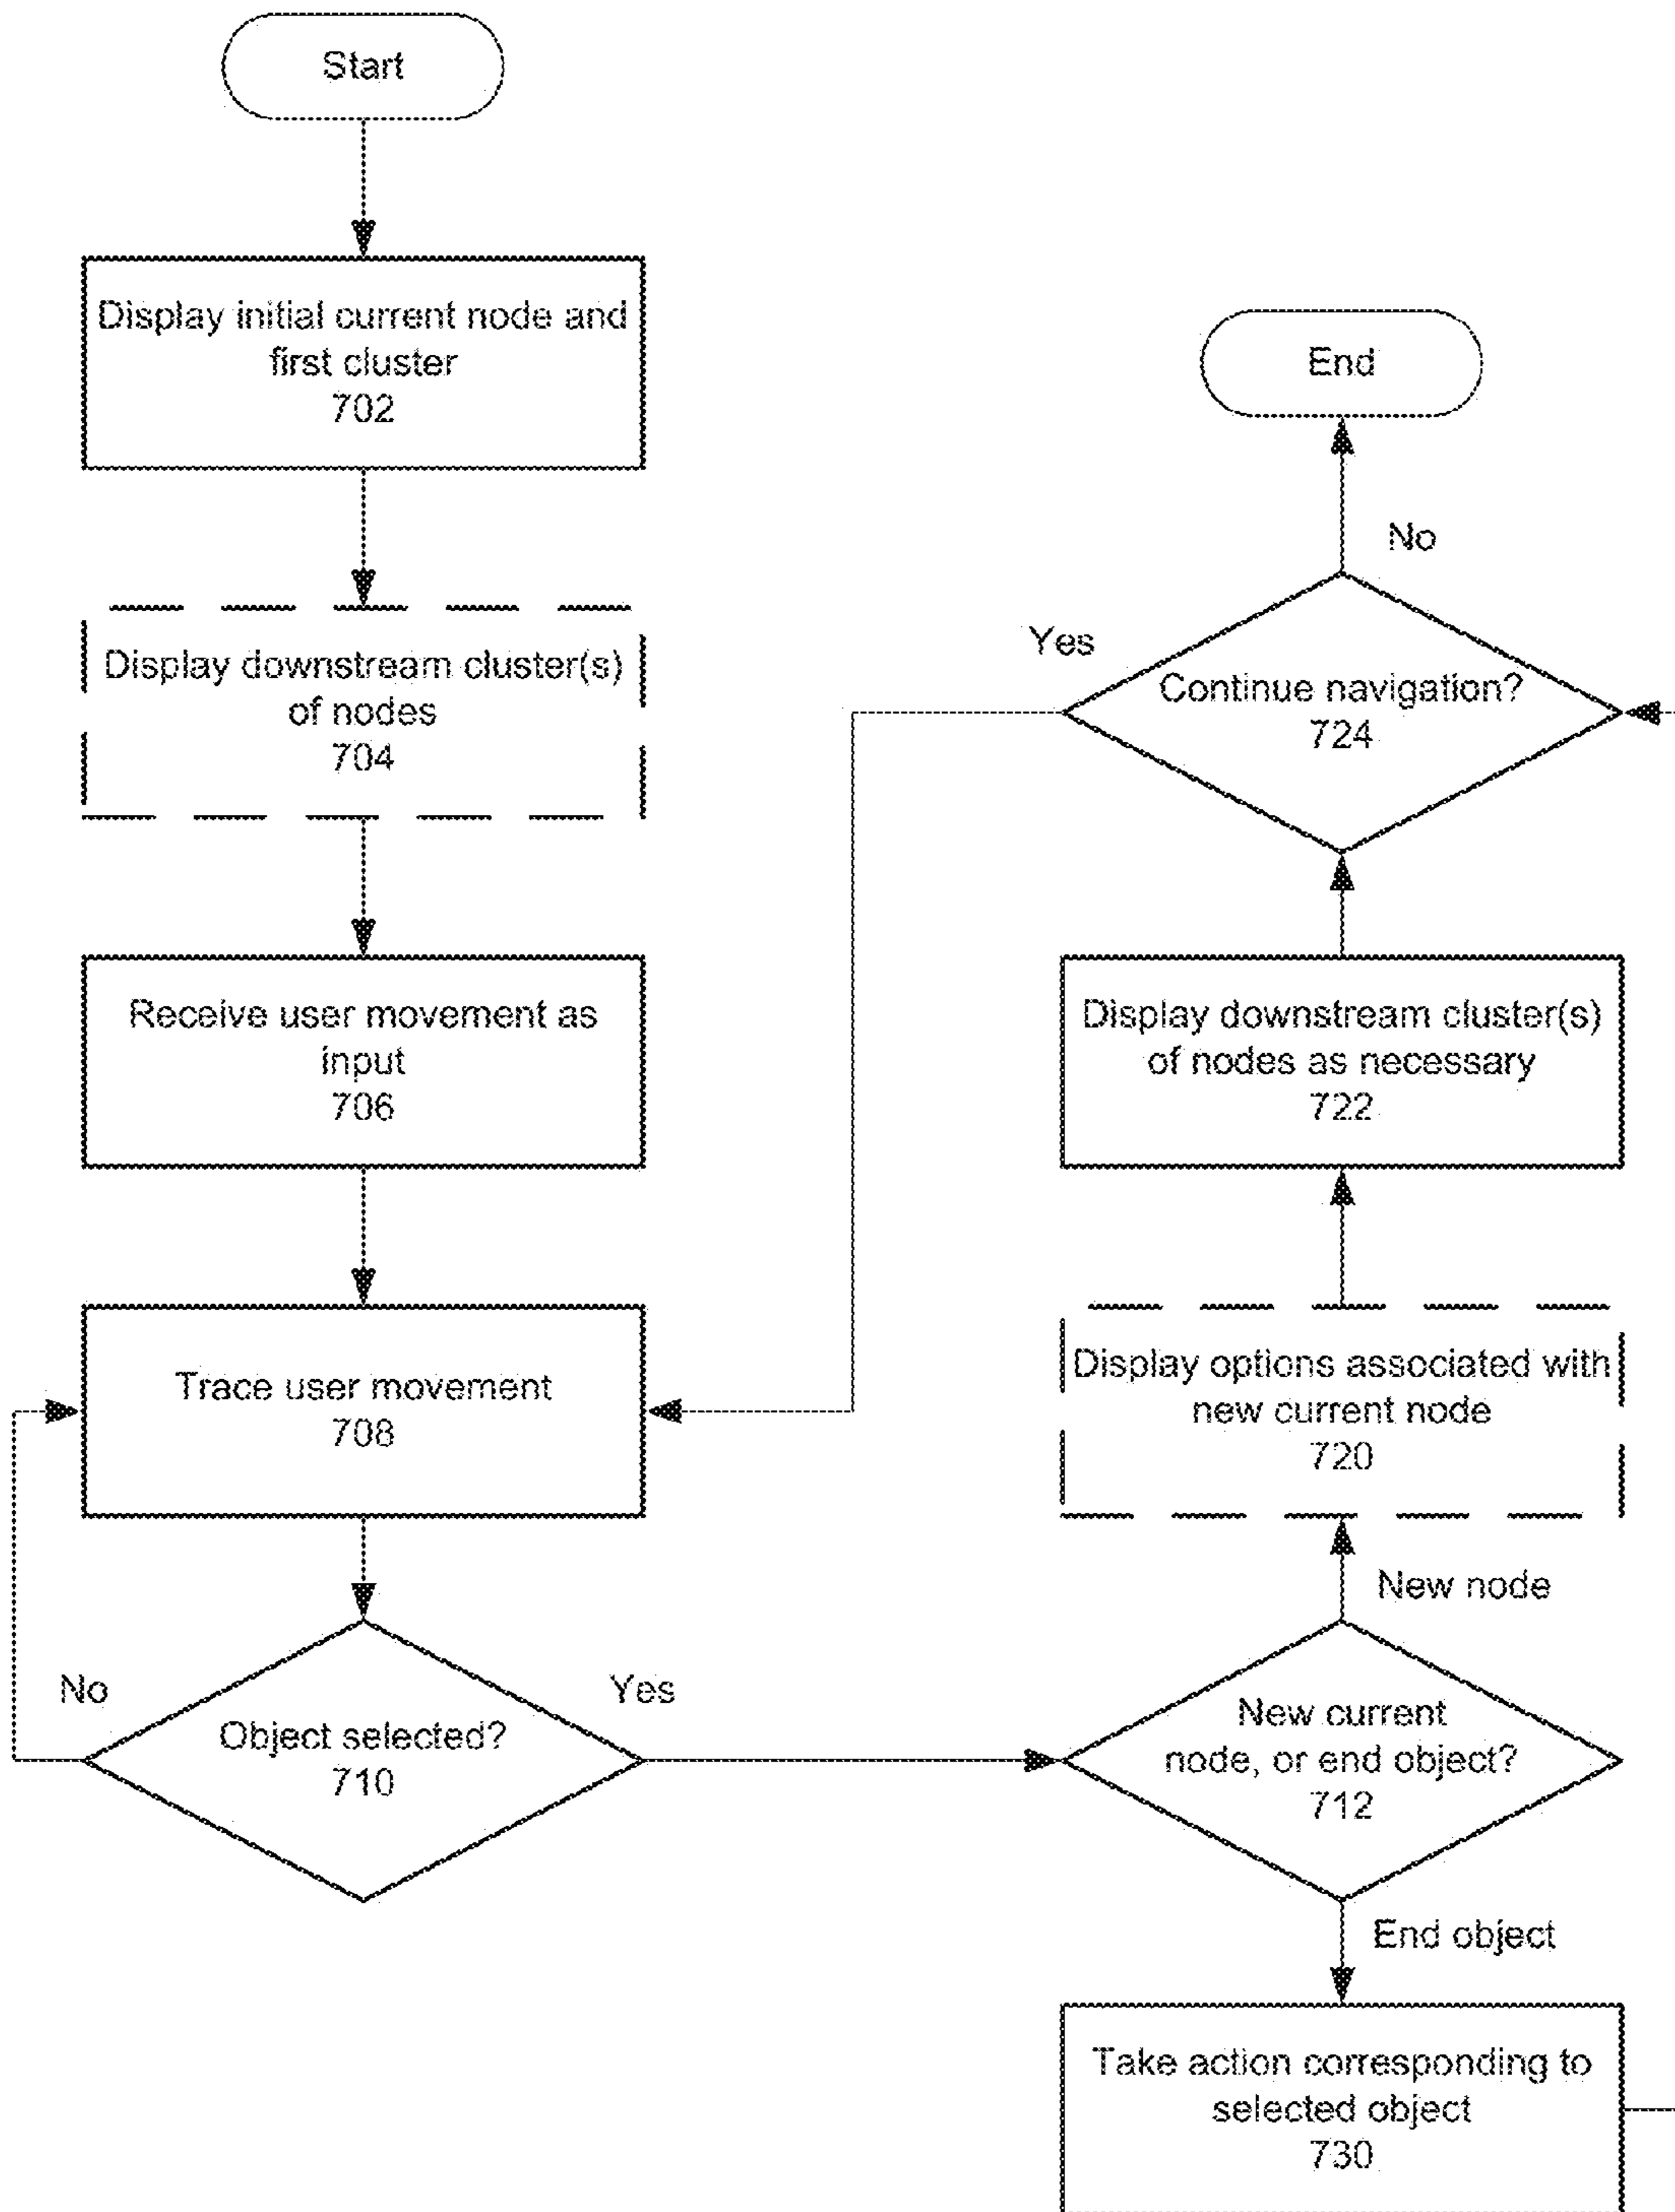 Start
Display initial current node and
first cluster
702
Display downstream cluster(s)
of nodes
704
Receive user movement as
input
706
Trace user movement
708
No
Yes
Object selected?
710
End
No
Yes
Continue navigation?
724
Display downstream cluster(s)
of nodes as necessary
722
Display options associated with
new current node
720
New node
New current
node, or end object?
712
End object
Take action corresponding to
selected object
730